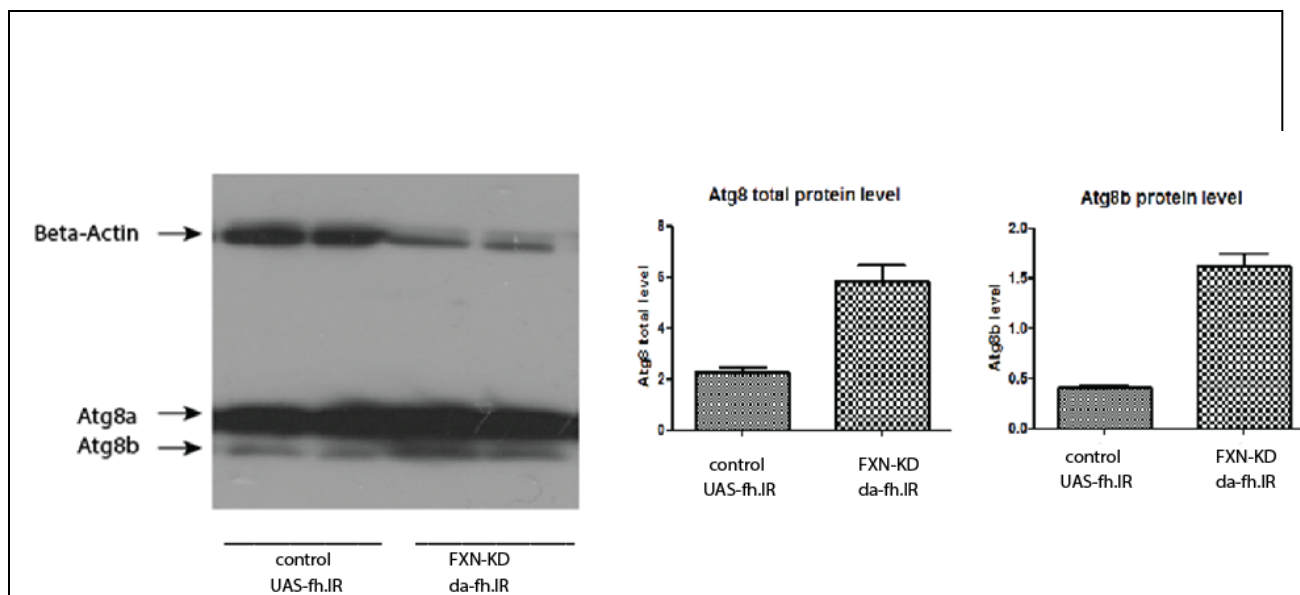 Beta-Actin
Atg8a
Atg8b
control
UAS-fh.IR
FXN-KD
da-fh.IR
Atg8 total protein level
Atg8 total level
8
6
4
2
0
control
UAS-fh.IR
FXN-KD
da-fh.IR
Atg8b protein level
Atg8b level
2.0
1.5
1.0
0.5
0.0
control
UAS-fh.IR
FXN-KD
da-fh.IR